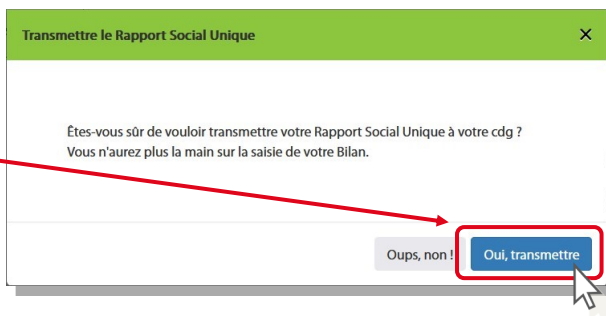 Transmettre le Rapport Social Unique
Êtes-vous sûr de vouloir transmettre votre Rapport Social Unique à votre cdg ?
Vous n'aurez plus la main sur la saisie de votre Bilan.
Oups, non !
Oui, transmettre